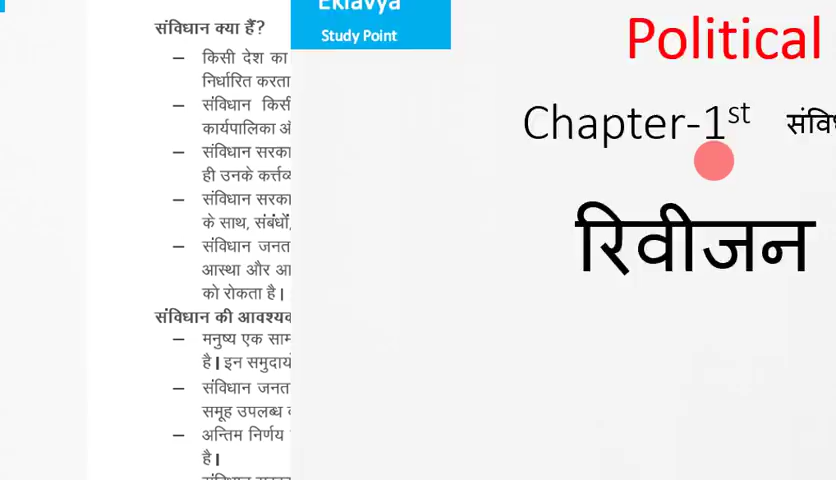 संविधान क्या हैं?
– किसी देश का
निर्धारित करता
– संविधान किसी
कार्यपालिका
– संविधान सरका
ही उनके कर्त्तव्य
– संविधान सरका
के साथ, संबंधों,
– संविधान जनत
आस्था और आ
को रोकता है।
संविधान की आवश्यक
– मनुष्य एक साम
है। इन समुदायो
– संविधान जनत
समूह उपलब्ध
– अन्तिम निर्णय
है।
Eklavya
Study Point
Political
Chapter-1st संविध
रिवीजन